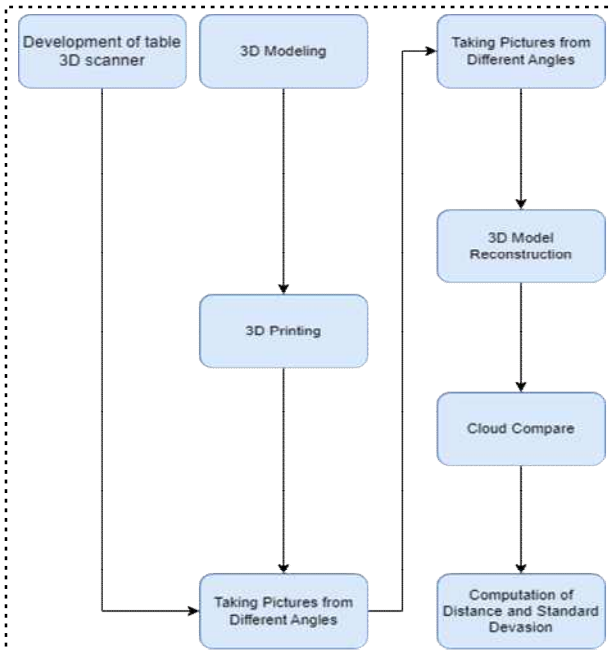 Development of table
3D scanner
3D Modeling
3D Printing
Taking Pictures from
Different Angles
Taking Pictures from
Different Angles
3D Model
Reconstruction
Cloud Compare
Computation of
Distance and Standard
Devasion